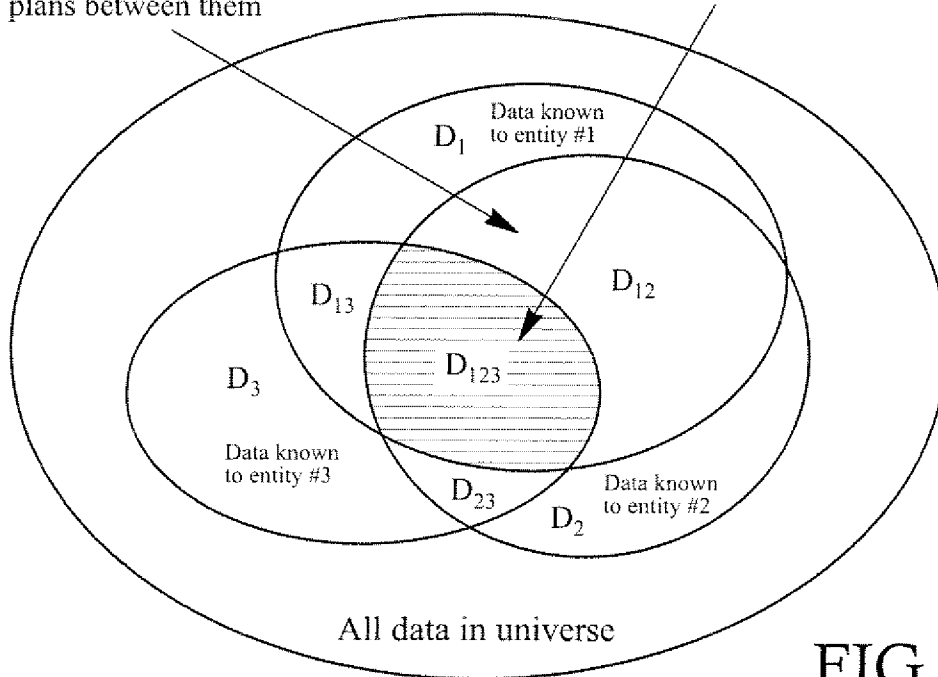 plans between them
Data known
to entity #1
D1
D12
D13
D123
D3
Data known
to entity #3
D23
Data known
to entity #2
D2
All data in universe
FIG